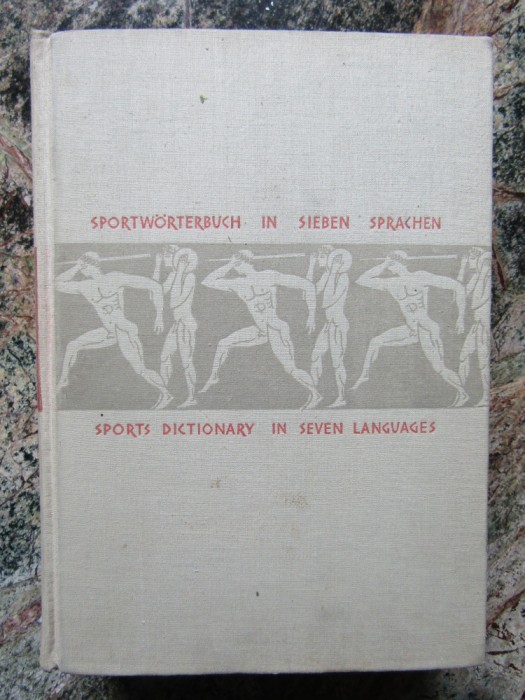 SPORTWÖRTERBUCH IN SIEBEN SPRACHEN
SPORTS DICTIONARY IN SEVEN LANGUAGES